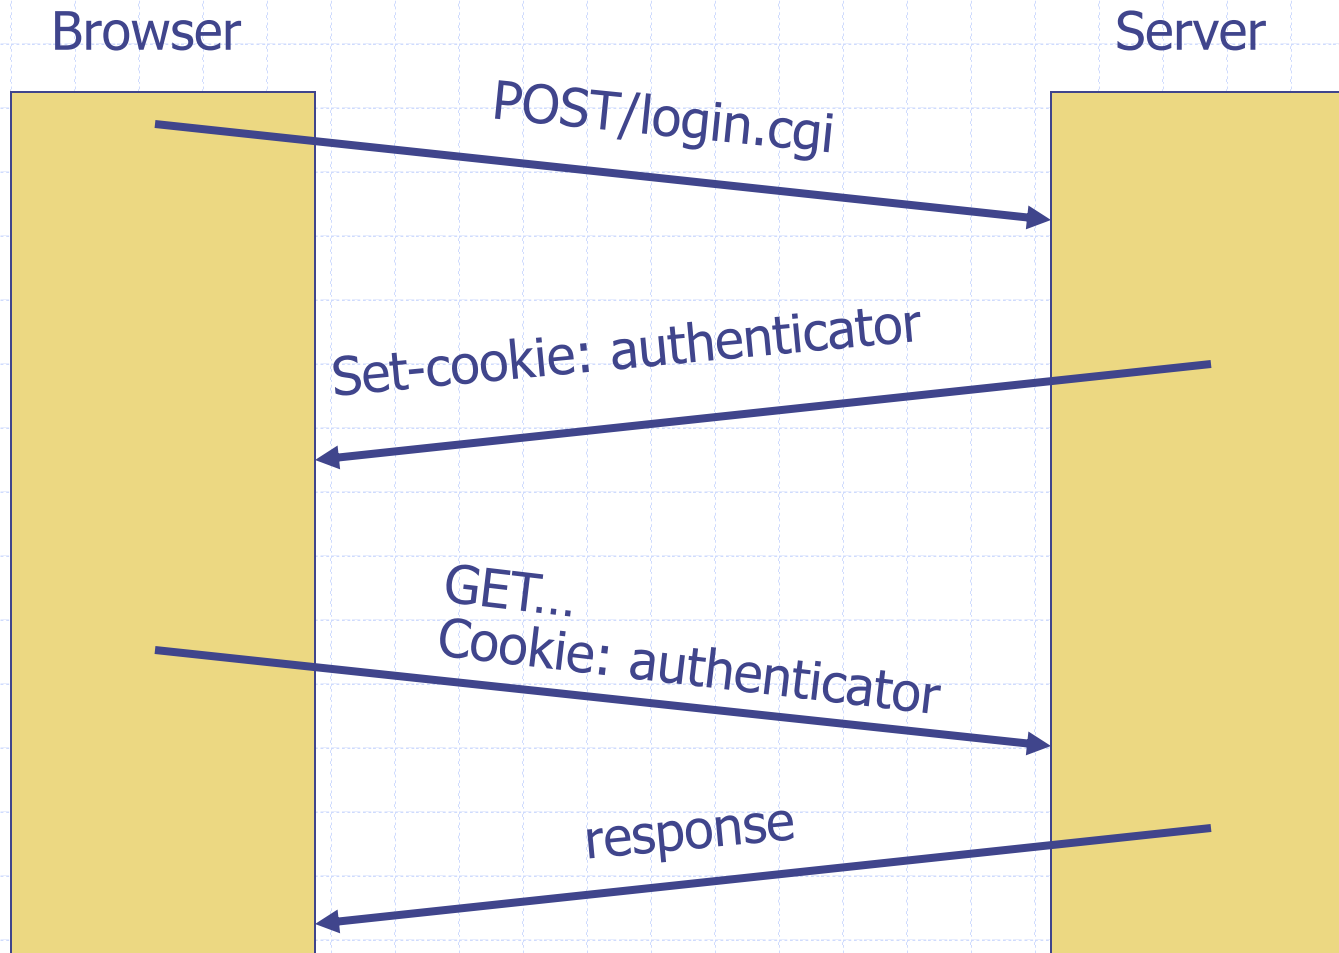 Browser
Server
POST/login.cgi
Set-cookie: authenticator
GET...
Cookie: authenticator
response